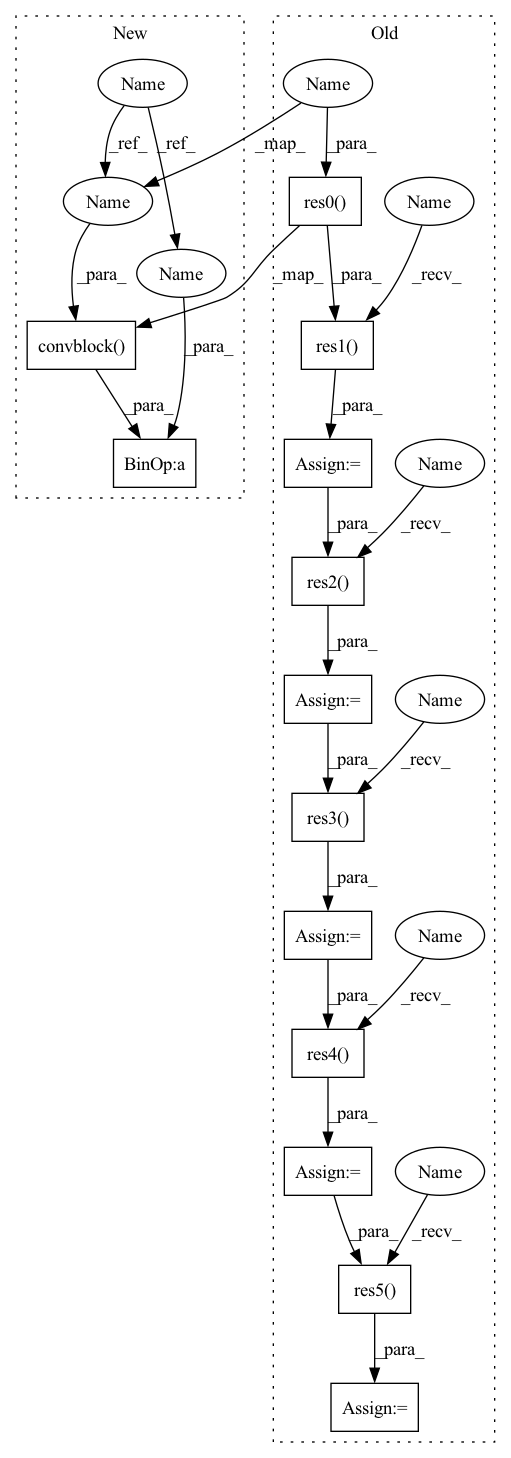 New
Old
Name
Name
_ref_
_ref_
_map_
_para_
Name
res0()
Name
Name
_para_
_map_
_para_
_recv_
convblock()
_para_
res1()
_para_
_para_
BinOp:a
Assign:=
Name
_para_
_recv_
res2()
_para_
Assign:=
Name
_para_
_recv_
res3()
_para_
Assign:=
Name
_para_
_recv_
res4()
_para_
Assign:=
Name
_para_
_recv_
res5()
_para_
Assign:=